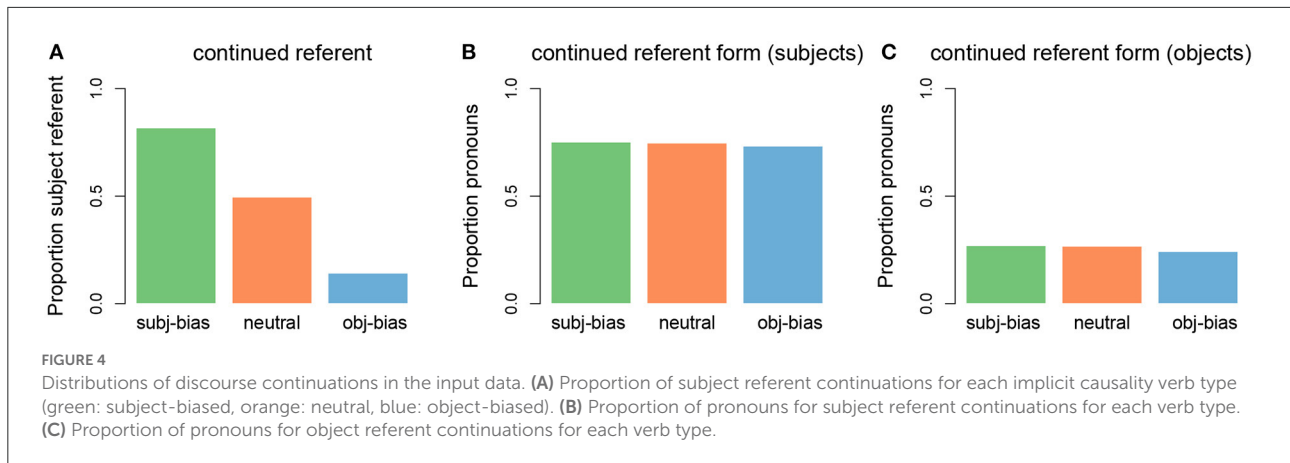 A continued referent
Proportion subject referent
1.0
0.5
0.0
subj-bias neutral obj-bias
B continued referent form (subjects)
Proportion pronouns
1.0
0.5
0.0
subj-bias neutral obj-bias
C continued referent form (objects)
Proportion pronouns
1.0
0.5
0.0
subj-bias neutral obj-bias
FIGURE 4
Distributions of discourse continuations in the input data. (A) Proportion of subject referent continuations for each implicit causality verb type
(green: subject-biased, orange: neutral, blue: object-biased). (B) Proportion of pronouns for subject referent continuations for each verb type.
(C) Proportion of pronouns for object referent continuations for each verb type.